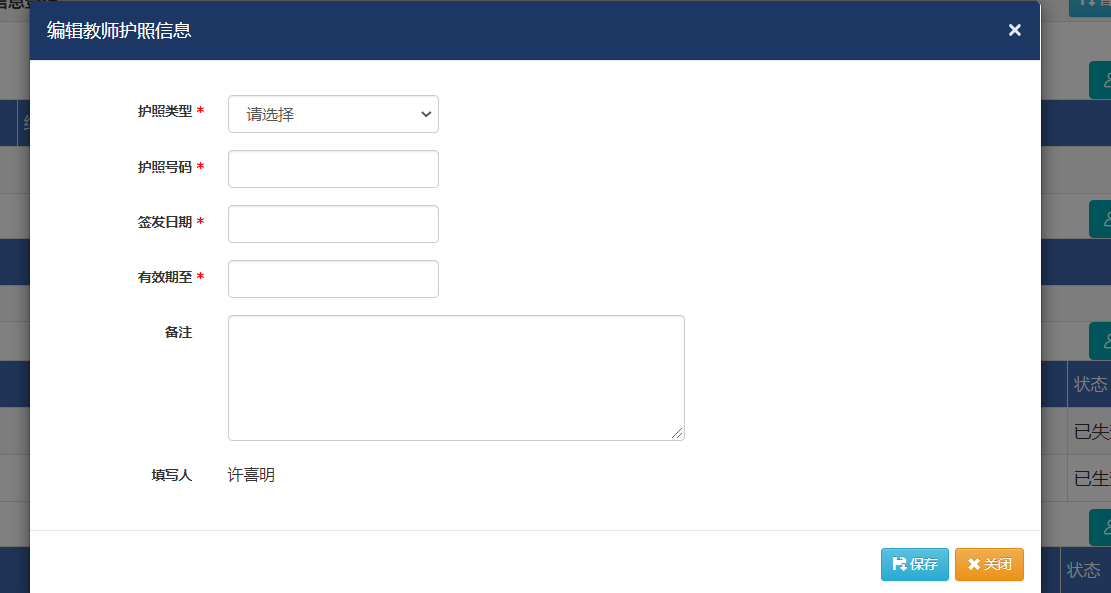 编辑教师护照信息
护照类型 *
请选择
护照号码 *
签发日期 *
有效期至 *
备注
填写人 许喜明
保存 关闭
状态
已失
已生
状态